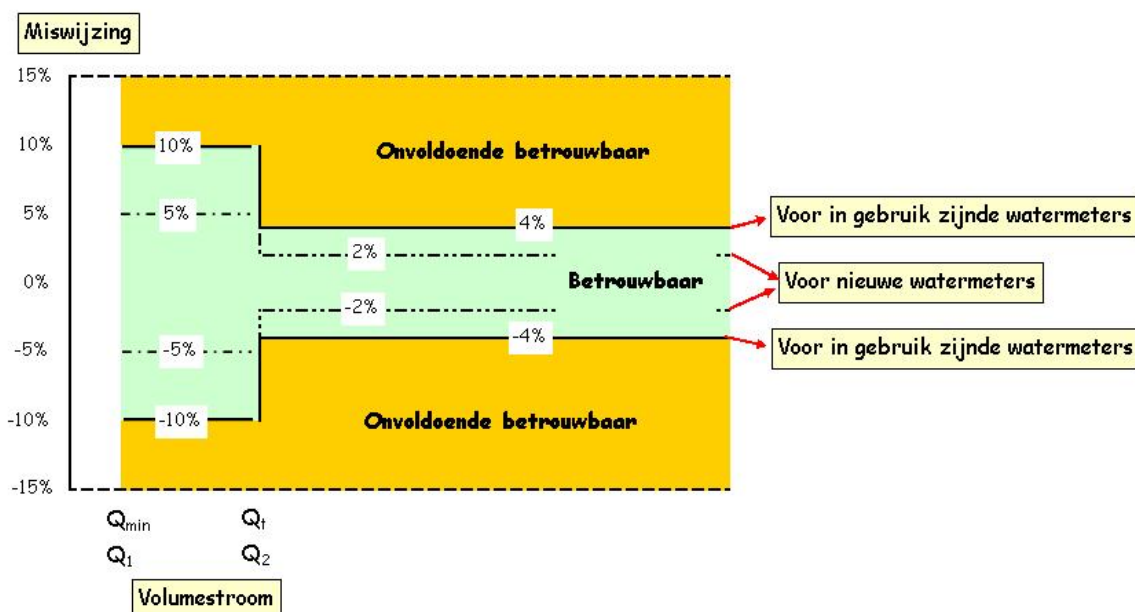 Miswijzing
15%
10%
10%
Onvoldoende betrouwbaar
5%
5%
4%
Voor in gebruik zijnde watermeters
2%
0%
Betrouwbaar
Voor nieuwe watermeters
-2%
-5%
-5%
-4%
Voor in gebruik zijnde watermeters
-10%
-10%
Onvoldoende betrouwbaar
-15%
Qmin
Qt
Q1
Q2
Volumestroom